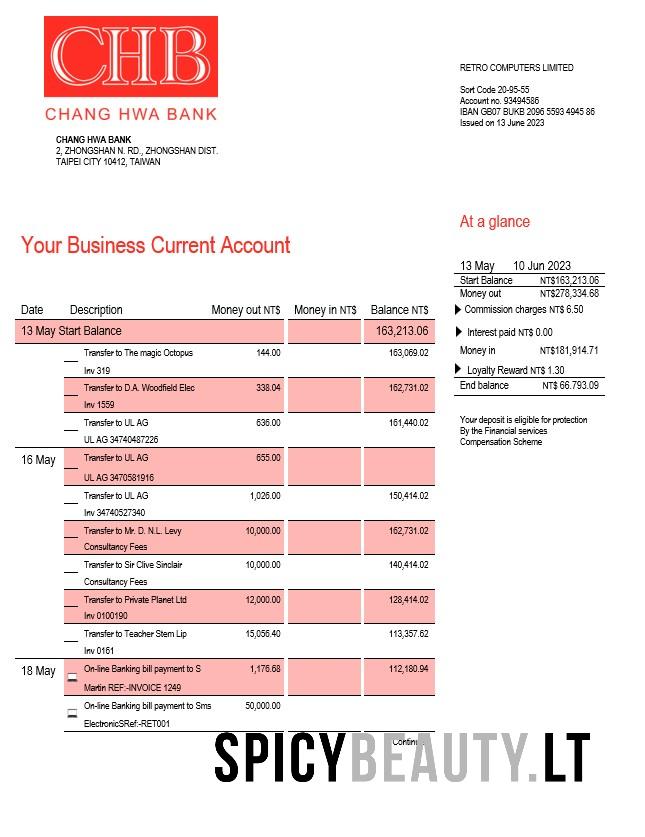 CHB
CHANG HWA BANK
CHANG HWA BANK
2, ZHONGSHAN N. RD., ZHONGSHAN DIST.
TAIPEI CITY 10412, TAIWAN
RETRO COMPUTERS LIMITED
Sort Code 20-95-55
Account no. 93494586
IBAN GB07 BUKB 2096 5593 4945 86
Issued on 13 June 2023
At a glance
Your Business Current Account
13 May 10 Jun 2023
Start Balance NT$163,213.06
Money out NT$278,334.68
Commission charges NT$ 6.50
Interest paid NT$ 0.00
Money in NT$181,914.71
Loyalty Reward NT$ 1.30
End balance NT$ 66.793.09
Your deposit is eligible for protection
By the Financial services
Compensation Scheme
Date Description Money out NT$ Money in NT$ Balance NT$
13 May Start Balance 163,213.06
Transfer to The magic Octopus 144.00 163,069.02
Inv 319
Transfer to D.A. Woodfield Elec 338.04 162,731.02
Inv 1559
Transfer to UL AG 636.00 161,440.02
UL AG 34740487226
16 May Transfer to UL AG 655.00
UL AG 3470581916
Transfer to UL AG 1,026.00 150,414.02
Inv 34740527340
Transfer to Mr. D. N.L. Levy 10,000.00 162,731.02
Consultancy Fees
Transfer to Sir Clive Sinclair 10,000.00 140,414.02
Consultancy Fees
Transfer to Private Planet Ltd 12,000.00 128,414.02
Inv 0100190
Transfer to Teacher Stem Lip 15,056.40 113,357.62
Inv 0161
18 May On-line Banking bill payment to S 1,176.68 112,180.94
Martin REF:-INVOICE 1249
On-line Banking bill payment to Sms 50,000.00
ElectronicSRef:-RET001
SPICYBEAUTY.LT